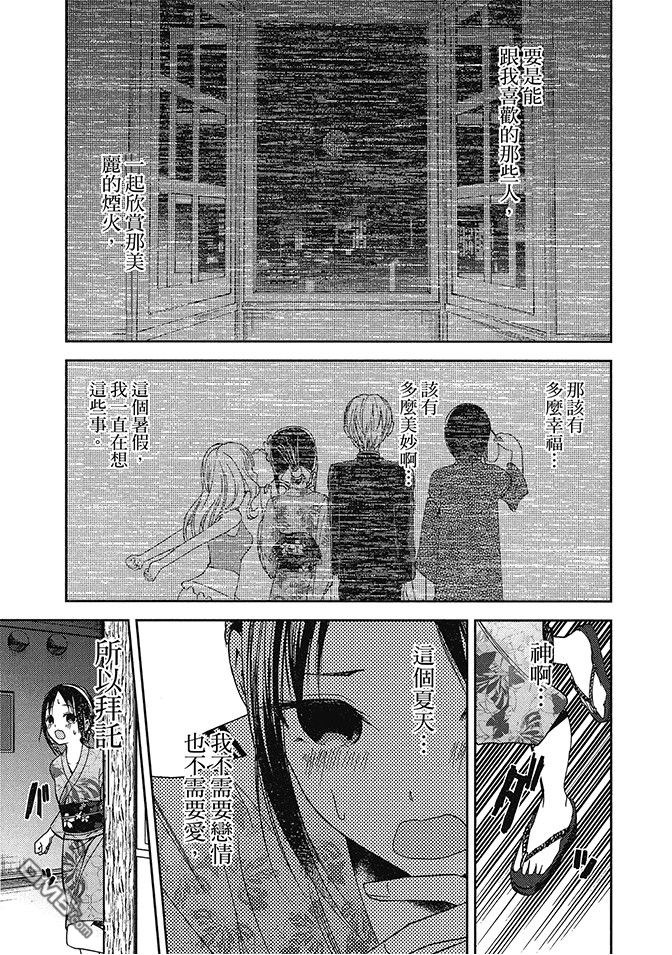 要是能
跟我喜歡的那些人，
一起欣賞那美
麗的煙火，
那該有
多麼幸福…
該有
多麼美妙啊…
這個暑假，
我一直在想
這些事。
神啊…
這個夏天…
我不需要戀情
也不需要愛，
所以拜託